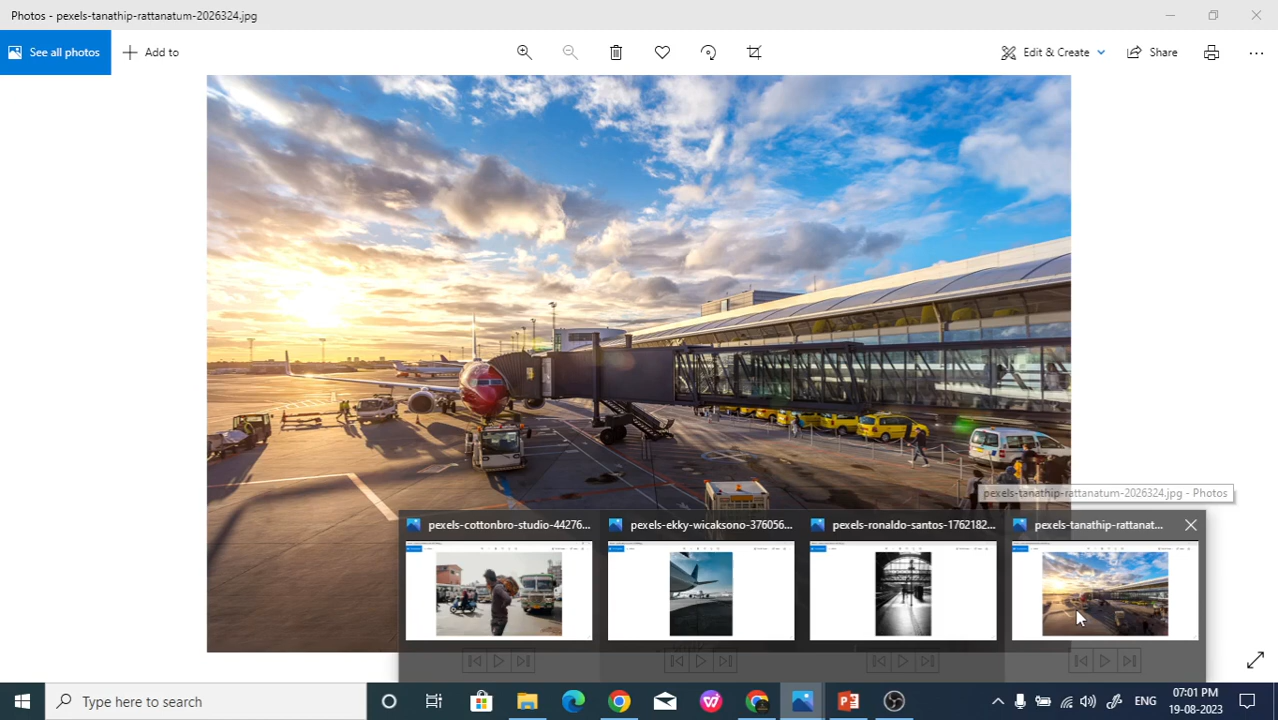 Photos - pexels-tanathip-rattanatum-2026324.jpg
See all photos
Add to
Edit & Create
Share
pexels-tanathip-rattanatum-2026324.jpg - Photos
pexels-cottonbro-studio-44276...
pexels-ekky-wicaksono-376056...
pexels-ronaldo-santos-1762182...
pexels-tanathip-rattanat...
Type here to search
ENG
07:01 PM
19-08-2023